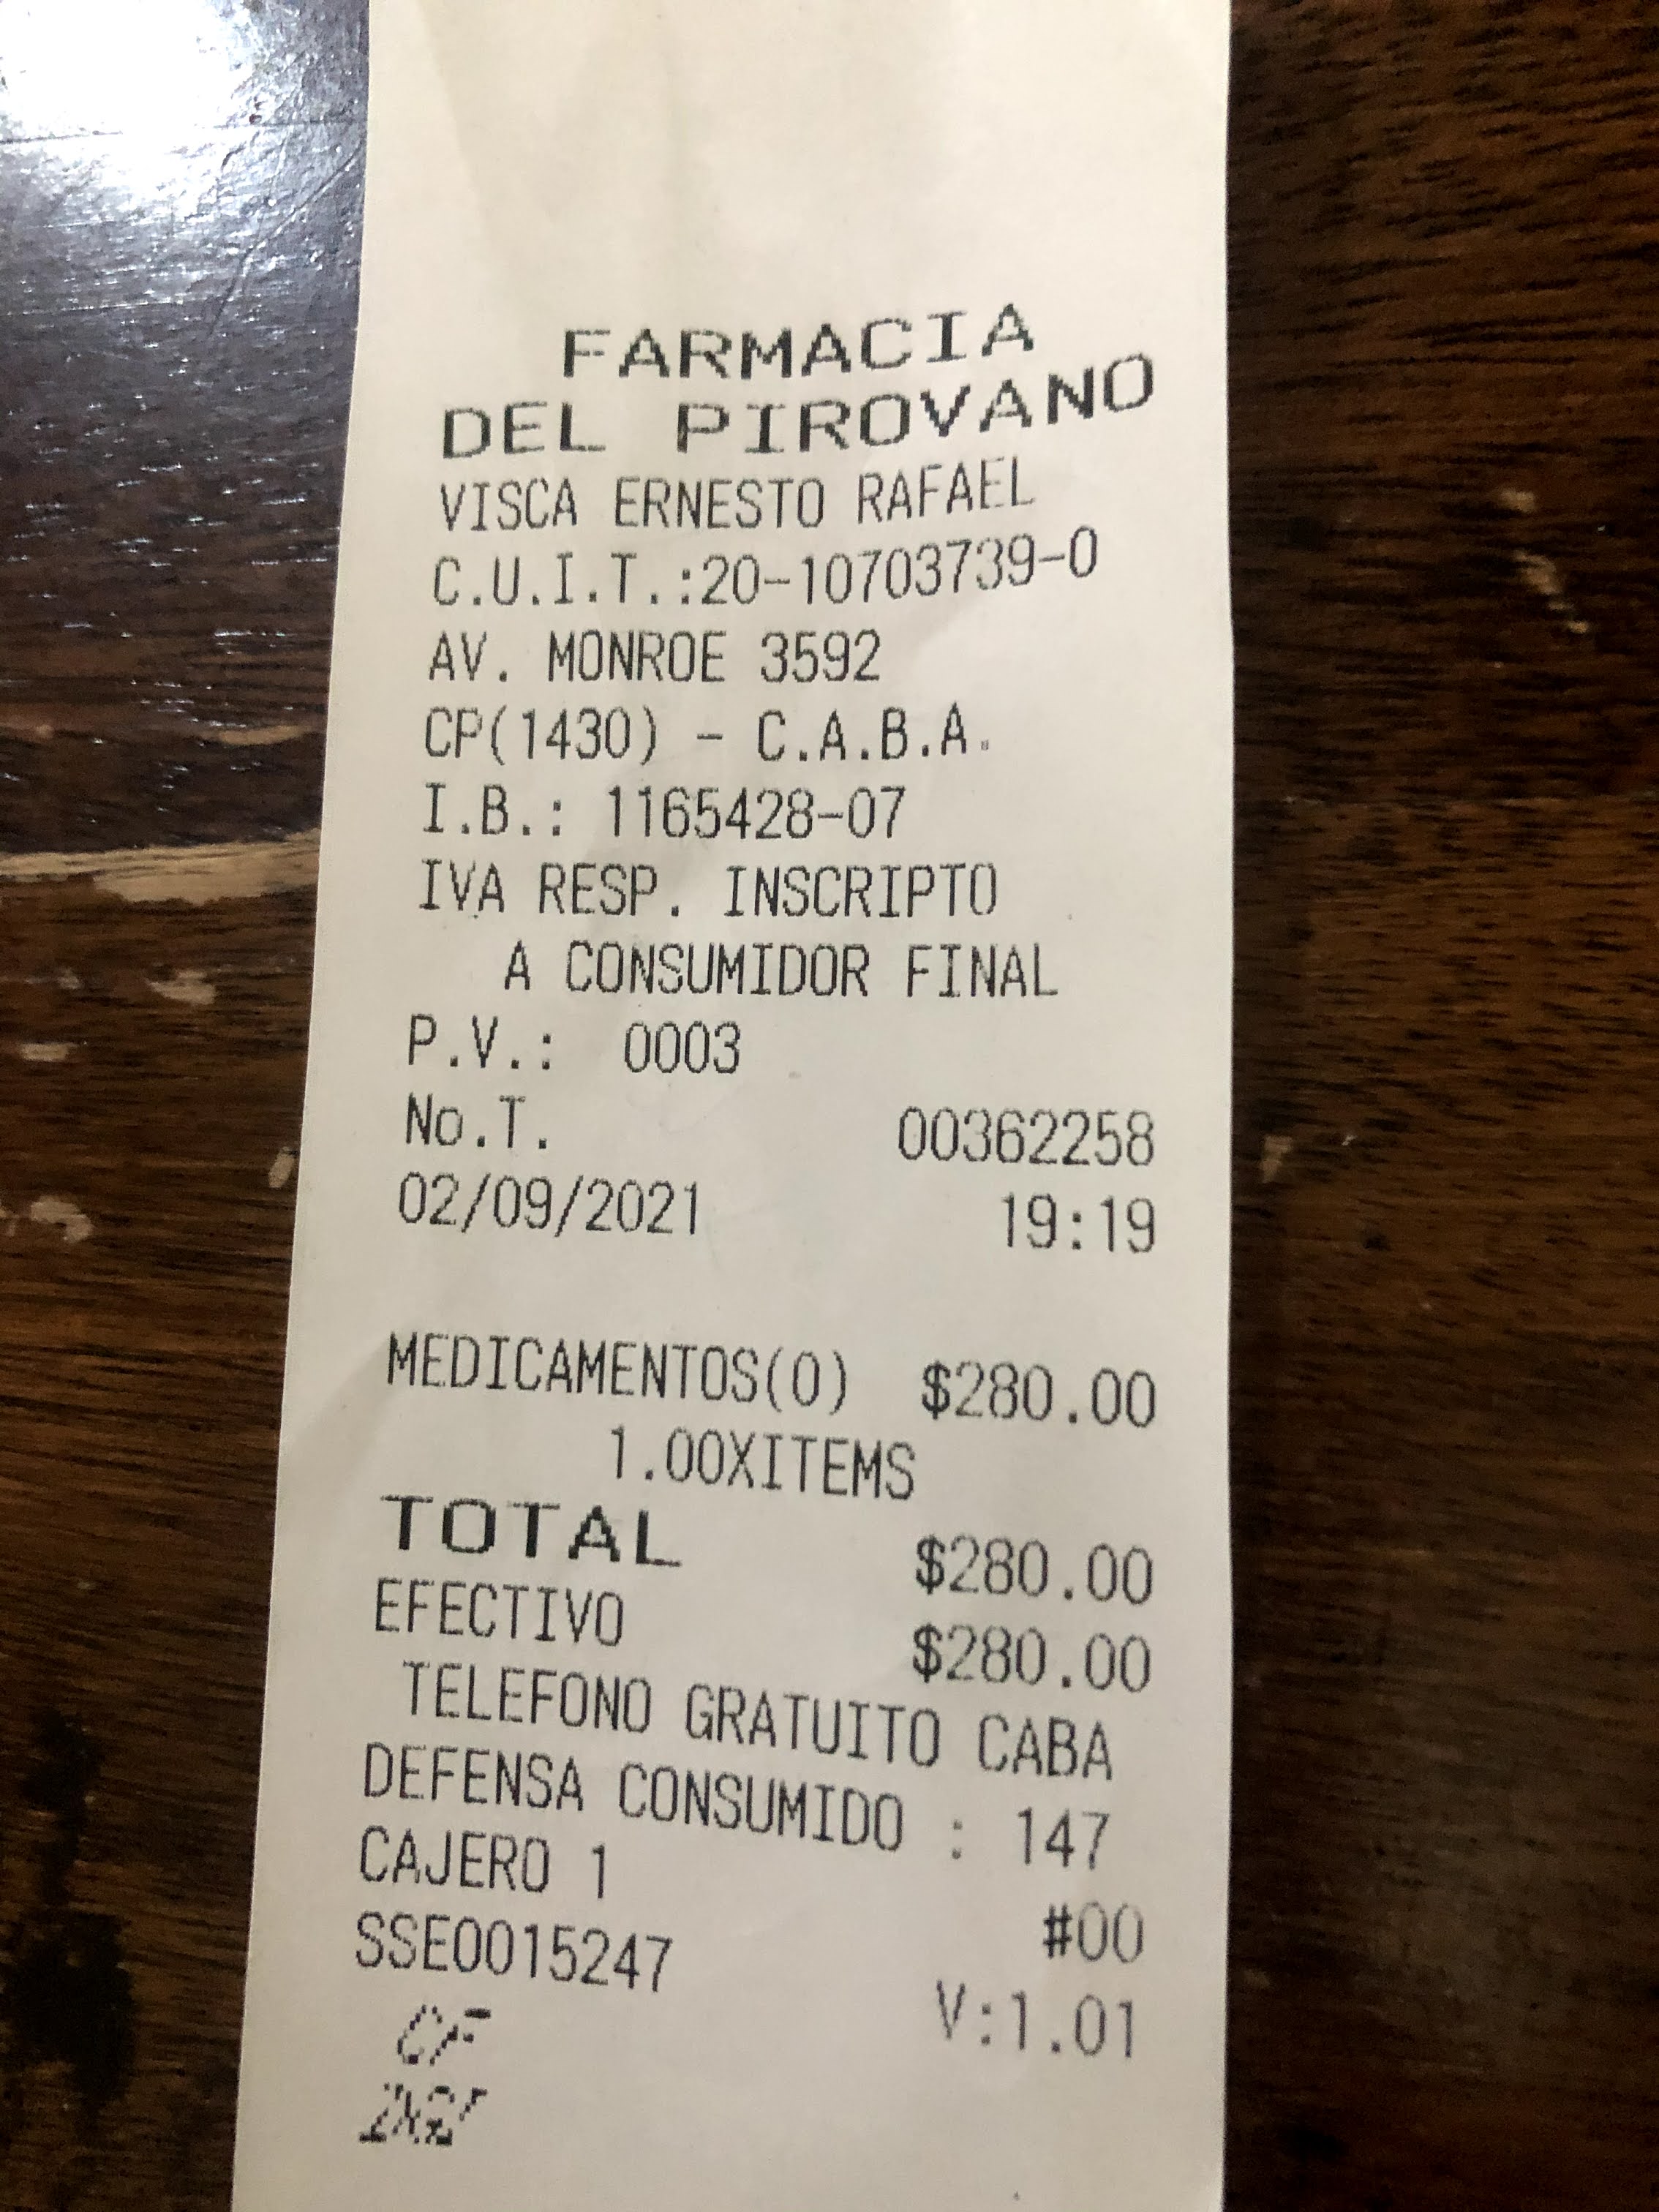 FARMACIA
DEL PIROVANO
VISCA ERNESTO RAFAEL
C.U.I.T.:20-10703739-0
AV. MONROE 3592
CP(1430) - C.A.B.A.
I.B.: 1165428-07
IVA RESP. INSCRIPTO
A CONSUMIDOR FINAL
P.V.: 0003
No.T. 00362258
02/09/2021 19:19
MEDICAMENTOS(0) $280.00
1.00XITEMS
TOTAL $280.00
EFECTIVO $280.00
TELEFONO GRATUITO CABA
DEFENSA CONSUMIDO : 147
CAJERO 1 #00
SSE0015247 V:1.01
CF